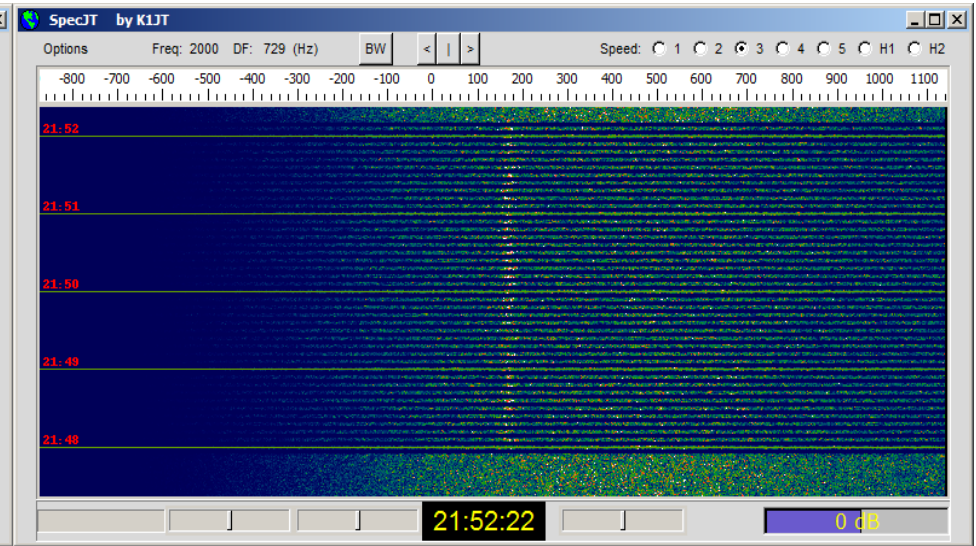 SpecJT by K1JT
Options Freq: 2000 DF: 729 (Hz) BW < | > Speed: 1 2 3 4 5 H1 H2
-800 -700 -600 -500 -400 -300 -200 -100 0 100 200 300 400 500 600 700 800 900 1000 1100
21:52
21:51
21:50
21:49
21:48
21:52:22 0 dB